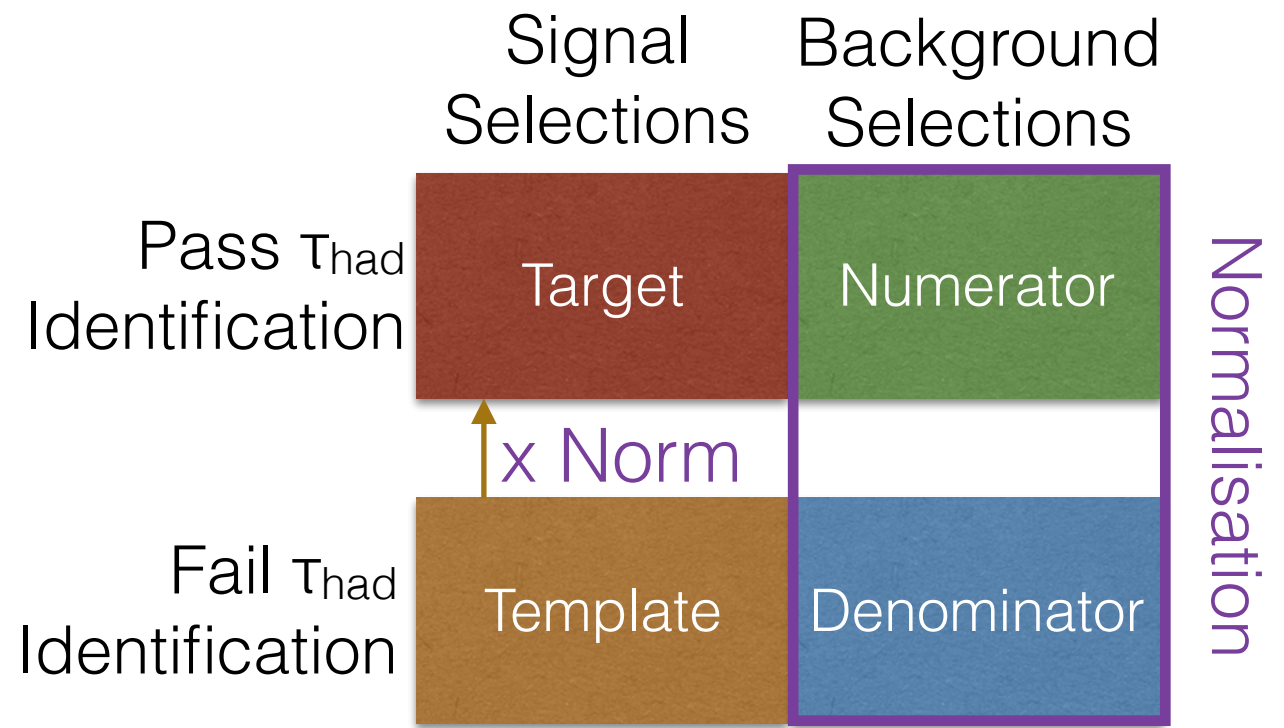 Signal
Selections
Background
Selections
Pass τhad
Identification
Target
Numerator
x Norm
Normalisation
Fail τhad
Identification
Template
Denominator